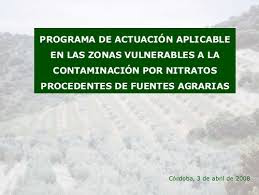 PROGRAMA DE ACTUACIÓN APLICABLE
EN LAS ZONAS VULNERABLES A LA
CONTAMINACIÓN POR NITRATOS
PROCEDENTES DE FUENTES AGRARIAS
Córdoba, 3 de abril de 2008